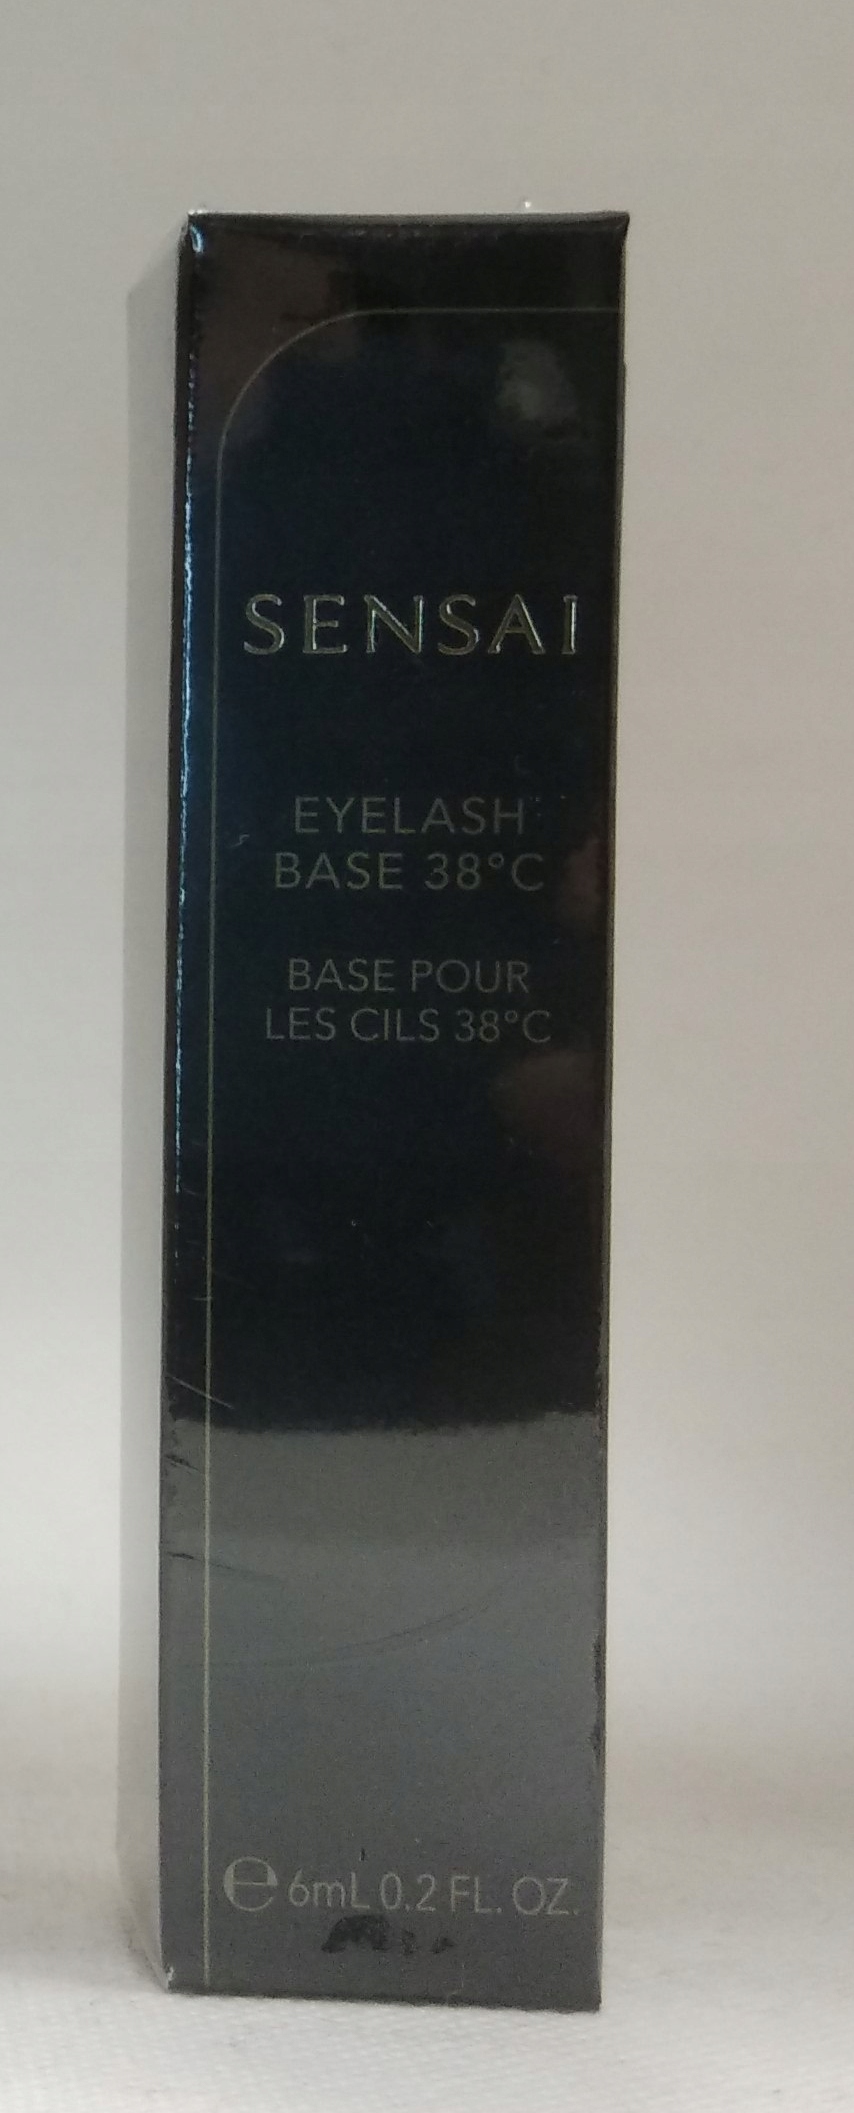 SENSAI
EYELASH
BASE 38°C
BASE POUR
LES CILS 38°C
℮ 6mL 0.2 FL. OZ.